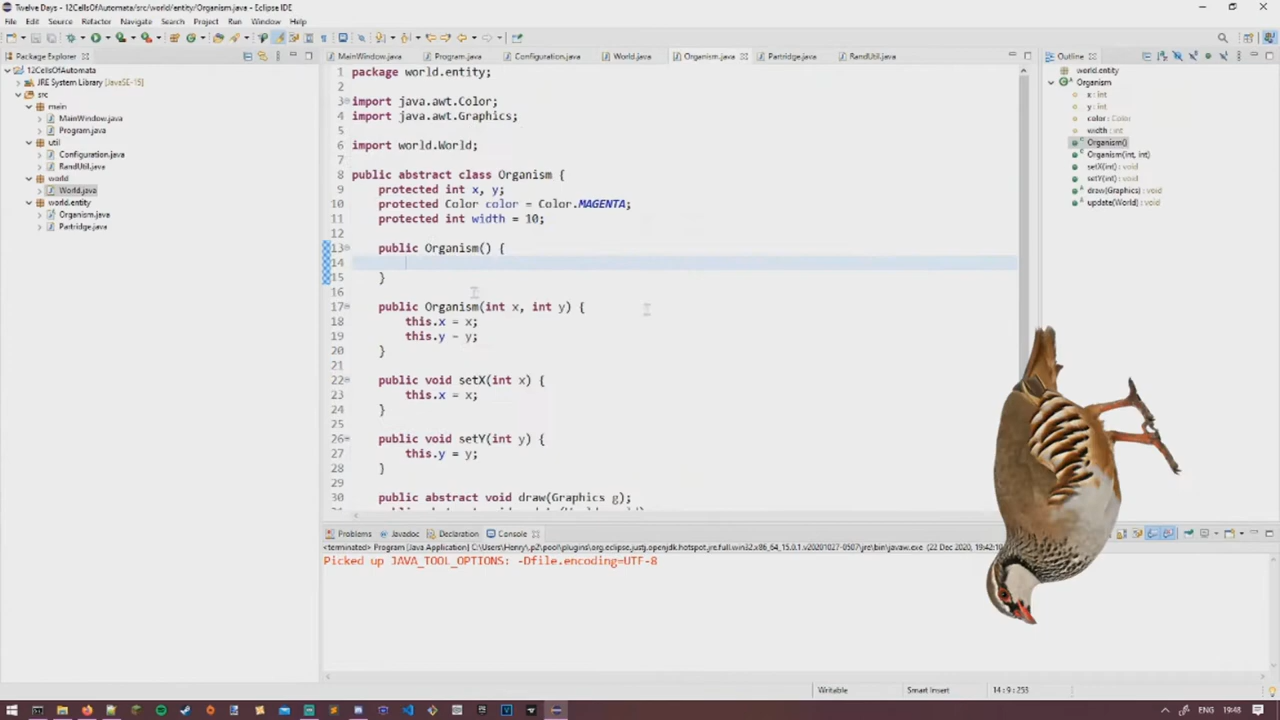 Twelve Days - 12CellsOfAutomata/src/world/entity/Organism.java - Eclipse IDE
File Edit Source Refactor Navigate Search Project Run Window Help
Package Explorer
12CellsOfAutomata
JRE System Library [JavaSE-15]
src
main
MainWindow.java
Program.java
util
Configuration.java
RandUtil.java
world
World.java
world.entity
Organism.java
Partridge.java
MainWindow.java Program.java Configuration.java World.java Organism.java Partridge.java RandUtil.java
1 package world.entity;
2
3 import java.awt.Color;
4 import java.awt.Graphics;
5
6 import world.World;
7
8 public abstract class Organism {
9 protected int x, y;
10 protected Color color = Color.MAGENTA;
11 protected int width = 10;
12
13 public Organism() {
14
15 }
16
17 public Organism(int x, int y) {
18 this.x = x;
19 this.y = y;
20 }
21
22 public void setX(int x) {
23 this.x = x;
24 }
25
26 public void setY(int y) {
27 this.y = y;
28 }
29
30 public abstract void draw(Graphics g);
31
Outline
world.entity
Organism
x : int
y : int
color : Color
width : int
Organism()
Organism(int, int)
setX(int) : void
setY(int) : void
draw(Graphics) : void
update(World) : void
Problems Javadoc Declaration Console
<terminated> Program [Java Application] C:\Users\Henry\.p2\pool\plugins\org.eclipse.justj.openjdk.hotspot.jre.full.win32.x86_64_15.0.1.v20201027-0507\jre\bin\javaw.exe (22 Dec 2020, 19:42:10
Picked up JAVA_TOOL_OPTIONS: -Dfile.encoding=UTF-8
Writable Smart Insert 14 : 9 : 253
19:48